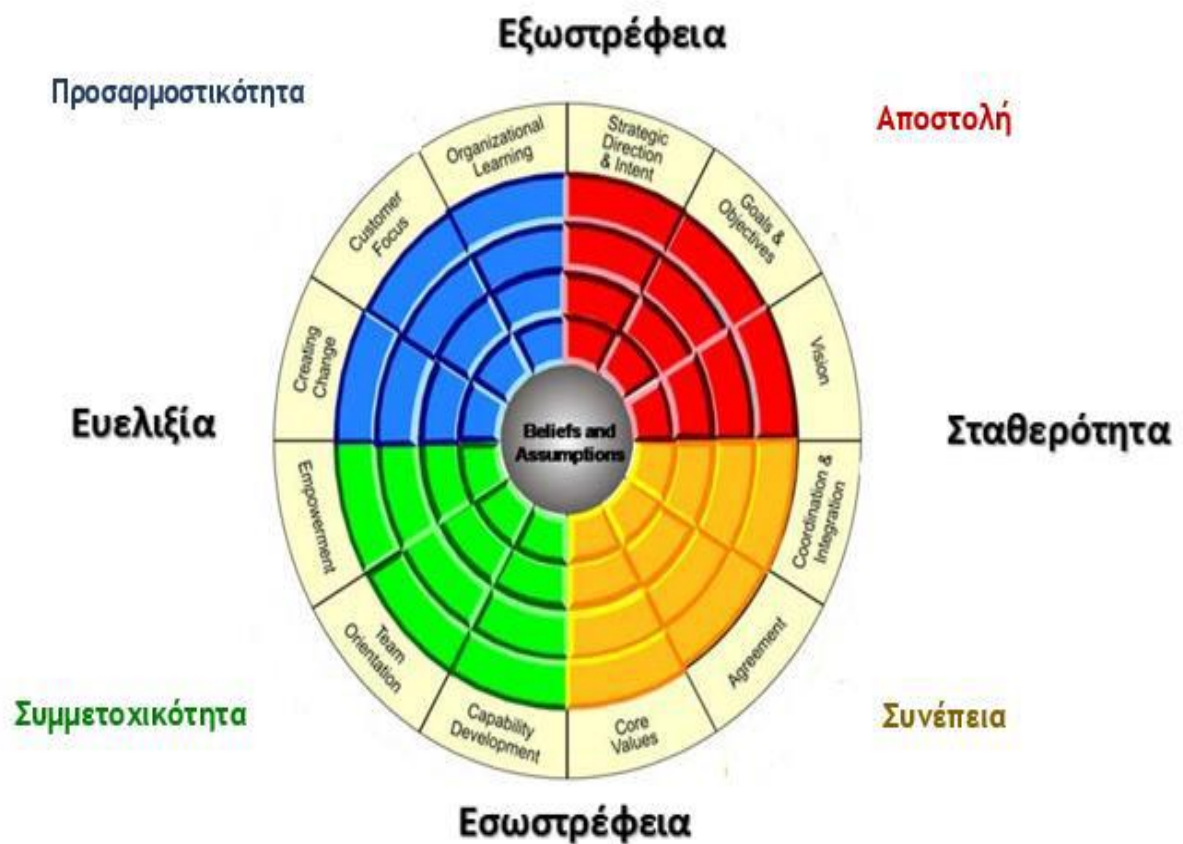 Εξωστρέφεια
Προσαρμοστικότητα
Αποστολή
Organizational
Learning
Strategic
Direction
& Intent
Customer
Focus
Goals &
Objectives
Creating
Change
Vision
Ευελιξία
Beliefs and
Assumptions
Σταθερότητα
Empowerment
Coordination &
Integration
Team
Orientation
Agreement
Capability
Development
Core
Values
Συμμετοχικότητα
Συνέπεια
Εσωστρέφεια